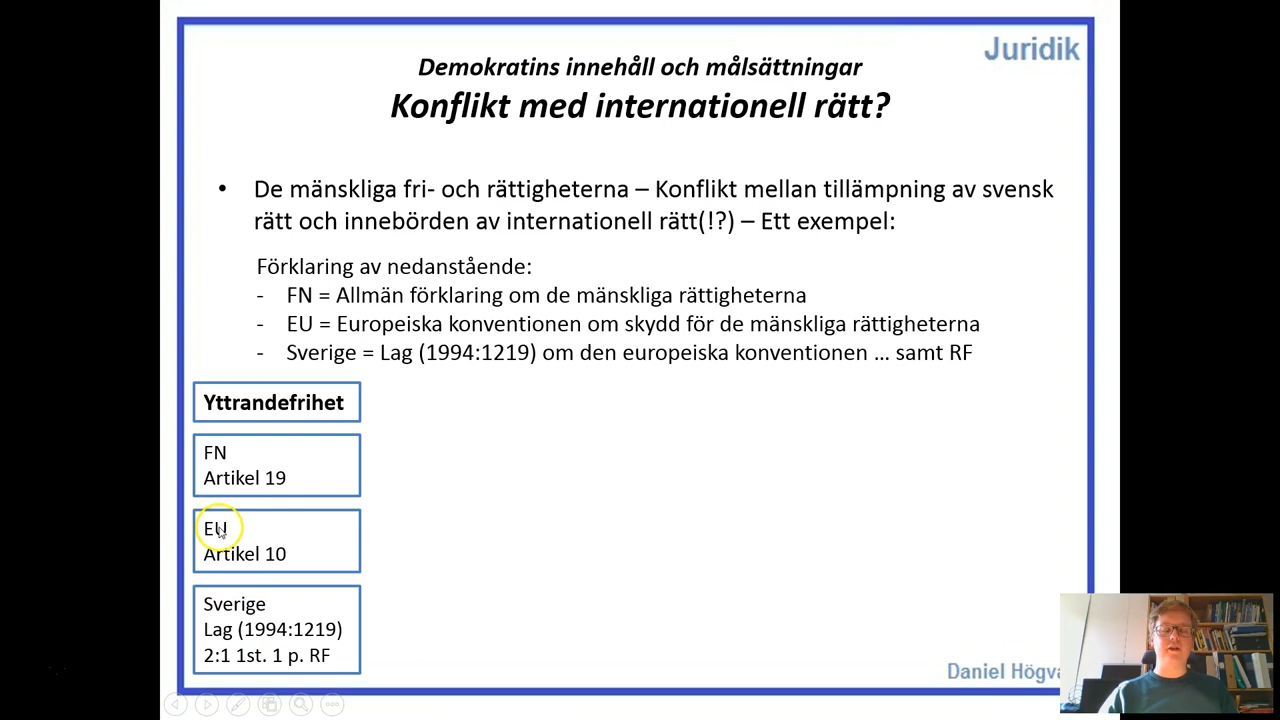 Juridik
Demokratins innehåll och målsättningar
Konflikt med internationell rätt?
• De mänskliga fri- och rättigheterna – Konflikt mellan tillämpning av svensk
rätt och innebörden av internationell rätt(!?) – Ett exempel:
Förklaring av nedanstående:
- FN = Allmän förklaring om de mänskliga rättigheterna
- EU = Europeiska konventionen om skydd för de mänskliga rättigheterna
- Sverige = Lag (1994:1219) om den europeiska konventionen … samt RF
Yttrandefrihet
FN
Artikel 19
EU
Artikel 10
Sverige
Lag (1994:1219)
2:1 1st. 1 p. RF
Daniel